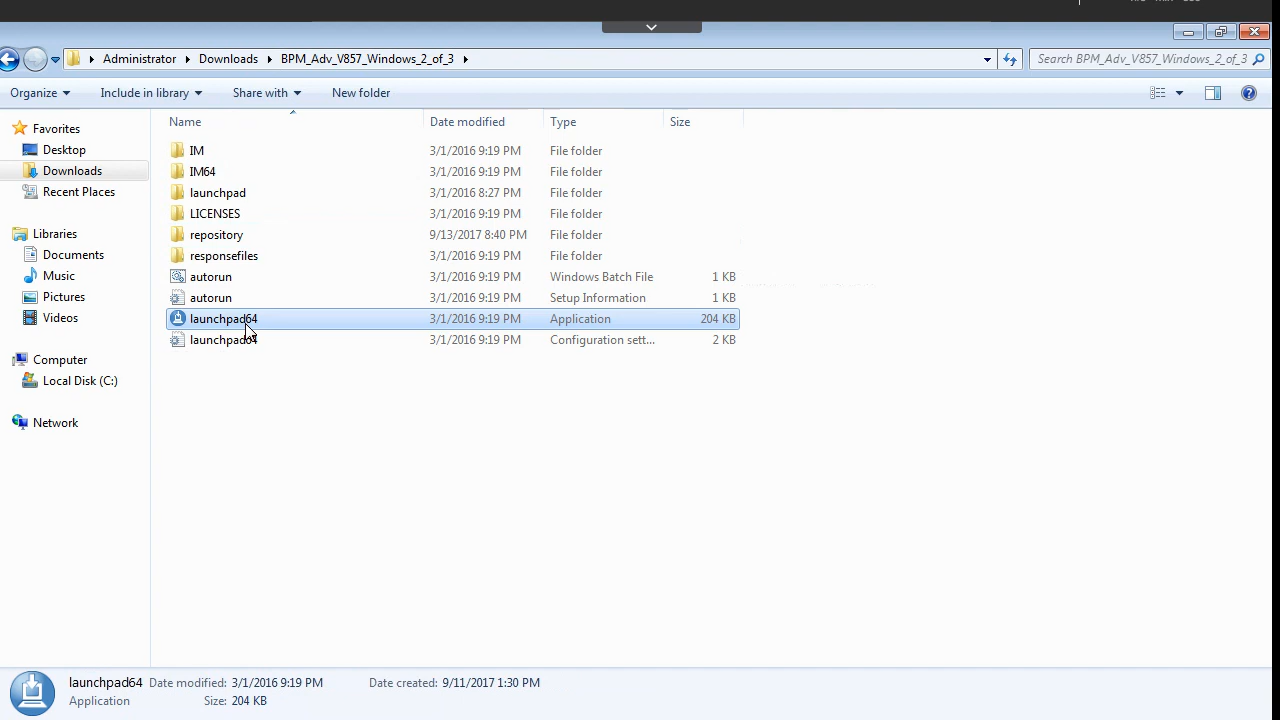 Administrator Downloads BPM_Adv_V857_Windows_2_of_3 Search BPM_Adv_V857_Windows_2_of_3
Organize Include in library Share with New folder
Name Date modified Type Size
Favorites
Desktop
Downloads
Recent Places
Libraries
Documents
Music
Pictures
Videos
Computer
Local Disk (C:)
Network
IM 3/1/2016 9:19 PM File folder
IM64 3/1/2016 9:19 PM File folder
launchpad 3/1/2016 8:27 PM File folder
LICENSES 3/1/2016 9:19 PM File folder
repository 9/13/2017 8:40 PM File folder
responsefiles 3/1/2016 9:19 PM File folder
autorun 3/1/2016 9:19 PM Windows Batch File 1 KB
autorun 3/1/2016 9:19 PM Setup Information 1 KB
launchpad64 3/1/2016 9:19 PM Application 204 KB
launchpad64 3/1/2016 9:19 PM Configuration sett... 2 KB
launchpad64 Date modified: 3/1/2016 9:19 PM Date created: 9/11/2017 1:30 PM
Application Size: 204 KB